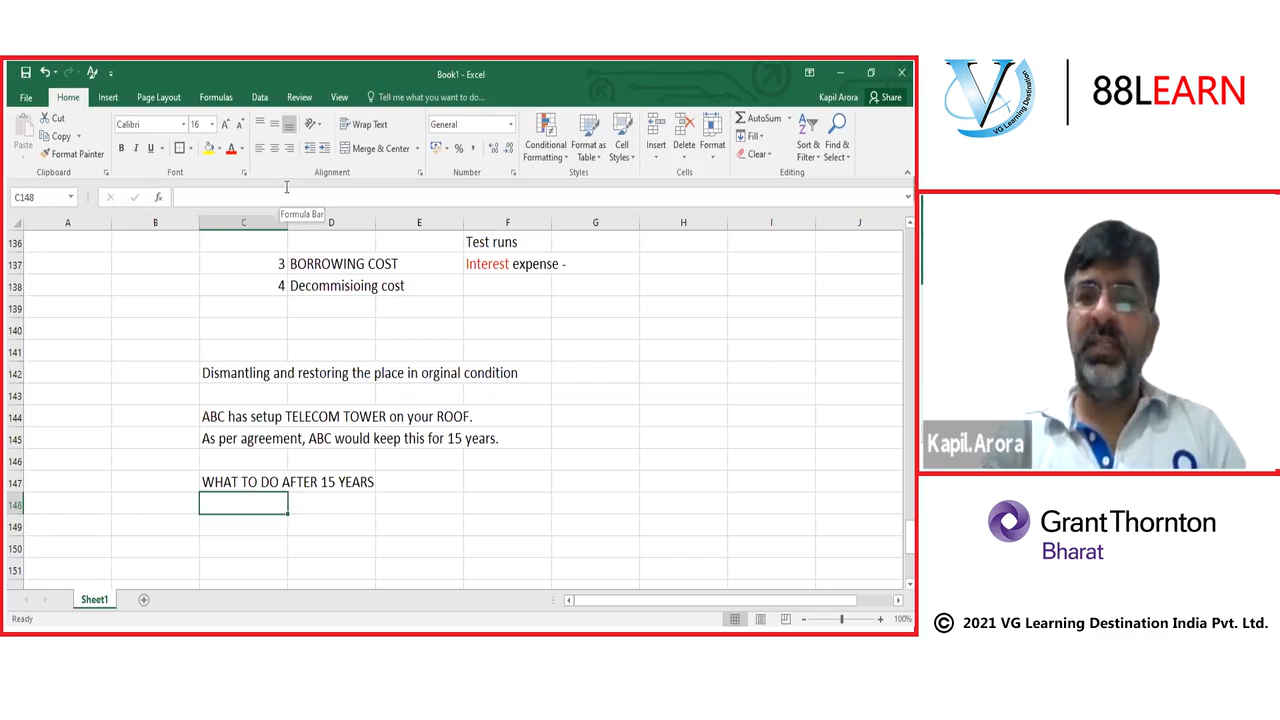 Book1 - Excel
File Home Insert Page Layout Formulas Data Review View Tell me what you want to do... Kapil Arora Share
Paste
Cut
Copy
Format Painter
Clipboard
Calibri 16
B I U
Font
Wrap Text
Merge & Center
Alignment
General
Number
Conditional Formatting
Format as Table
Cell Styles
Styles
Insert Delete Format
Cells
AutoSum
Fill
Clear
Sort & Filter
Find & Select
Editing
C148
fx
Formula Bar
A B C D E F G H I J
136 Test runs
137 3 BORROWING COST Interest expense -
138 4 Decommisioing cost
139
140
141
142 Dismantling and restoring the place in orginal condition
143
144 ABC has setup TELECOM TOWER on your ROOF.
145 As per agreement, ABC would keep this for 15 years.
146
147 WHAT TO DO AFTER 15 YEARS
148
149
150
151
Sheet1
Ready
100%
V
VG Learning Destination
88LEARN
Kapil.Arora
GrantThornton
Bharat
© 2021 VG Learning Destination India Pvt. Ltd.